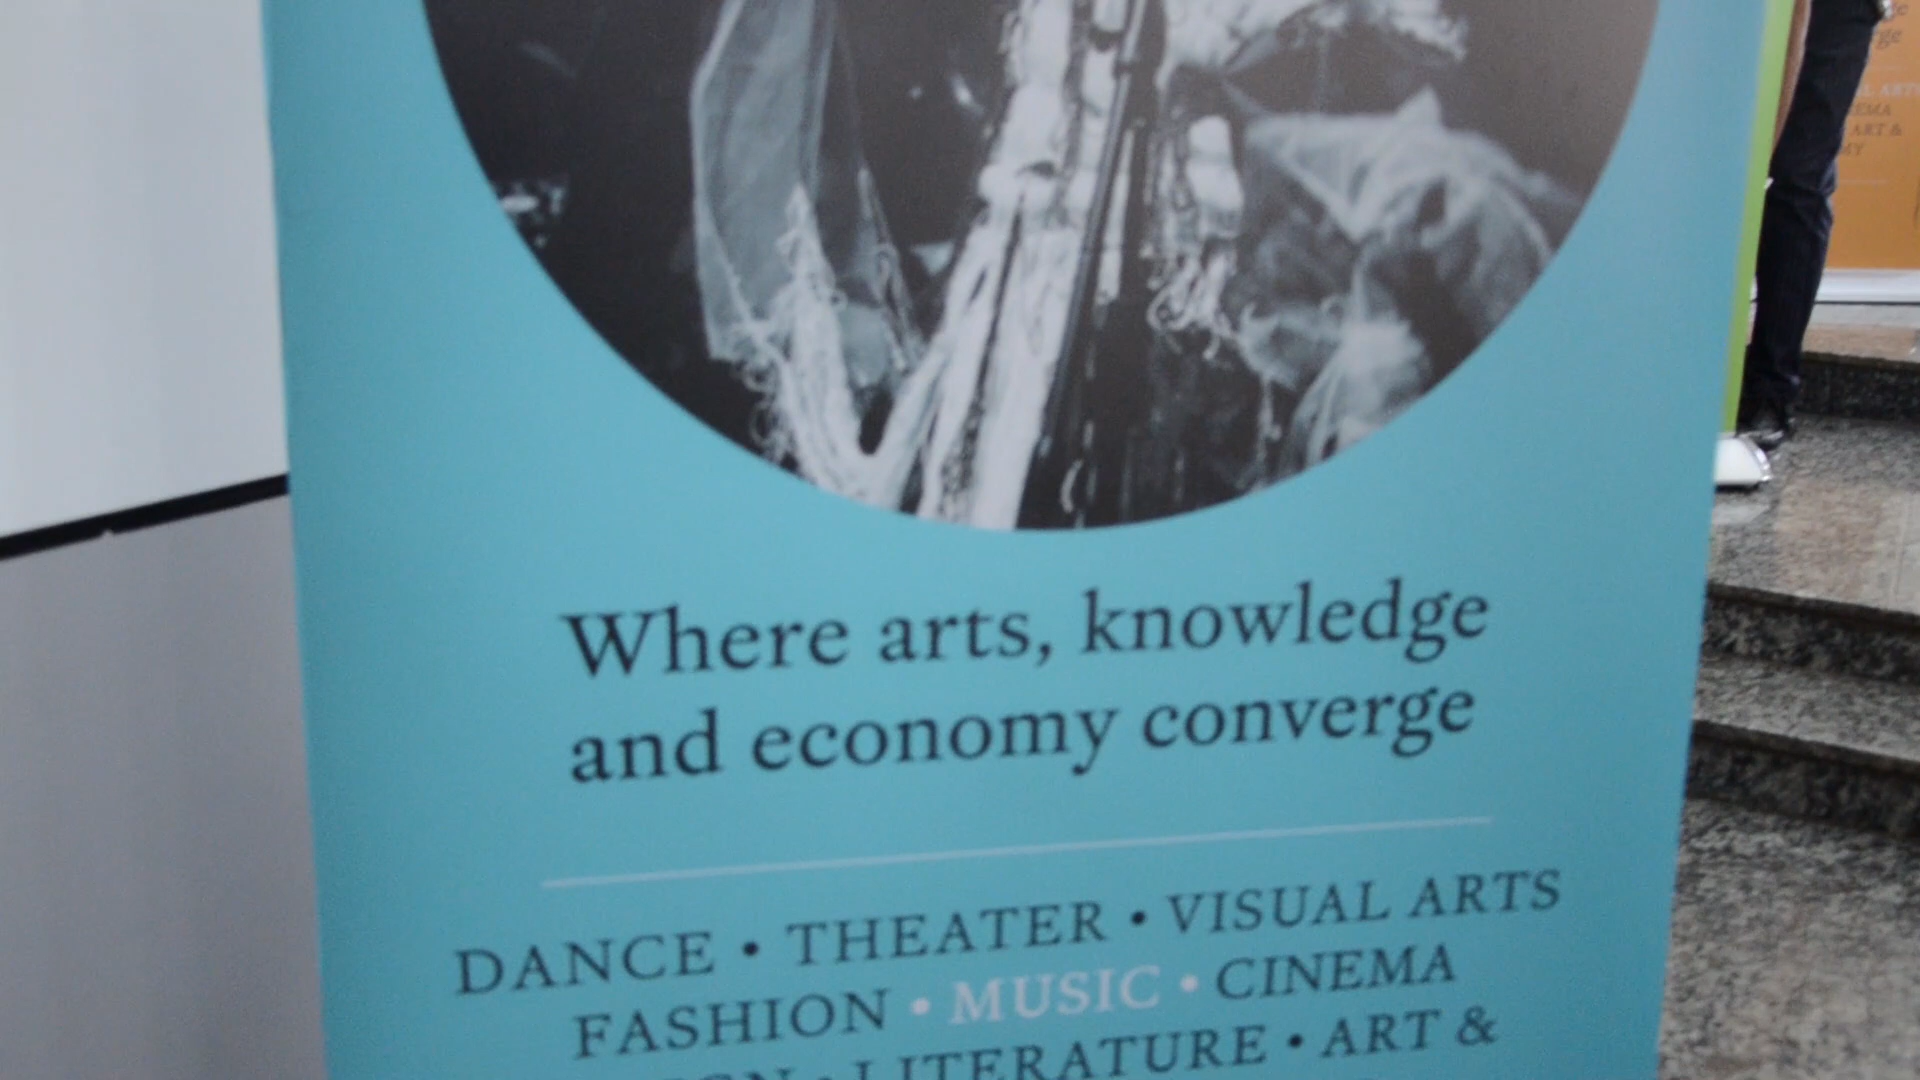 Where arts, knowledge
and economy converge
DANCE • THEATER • VISUAL ARTS
FASHION • MUSIC • CINEMA
• LITERATURE • ART &